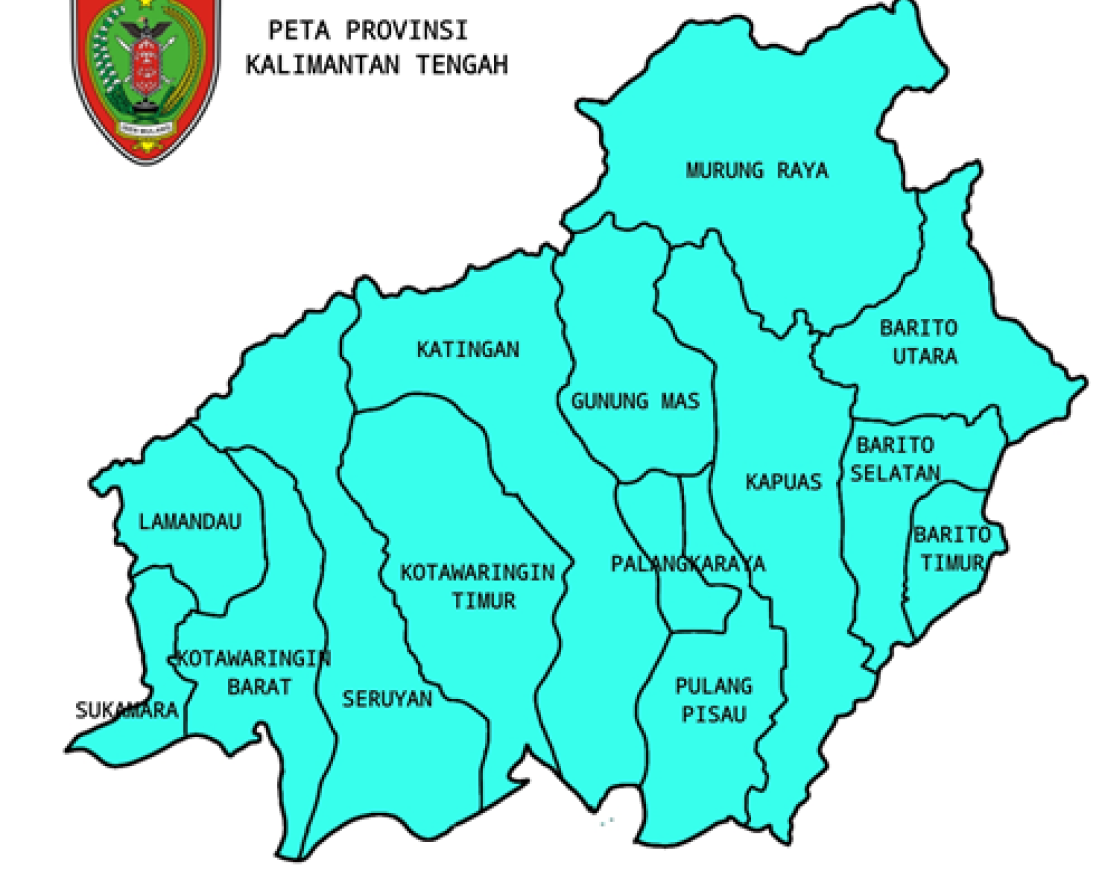 PETA PROVINSI
KALIMANTAN TENGAH
MURUNG RAYA
BARITO
UTARA
KATINGAN
GUNUNG MAS
BARITO
SELATAN
KAPUAS
LAMANDAU
BARITO
TIMUR
PALANGKARAYA
KOTAWARINGIN
TIMUR
KOTAWARINGIN
BARAT
SERUYAN
PULANG
PISAU
SUKAMARA